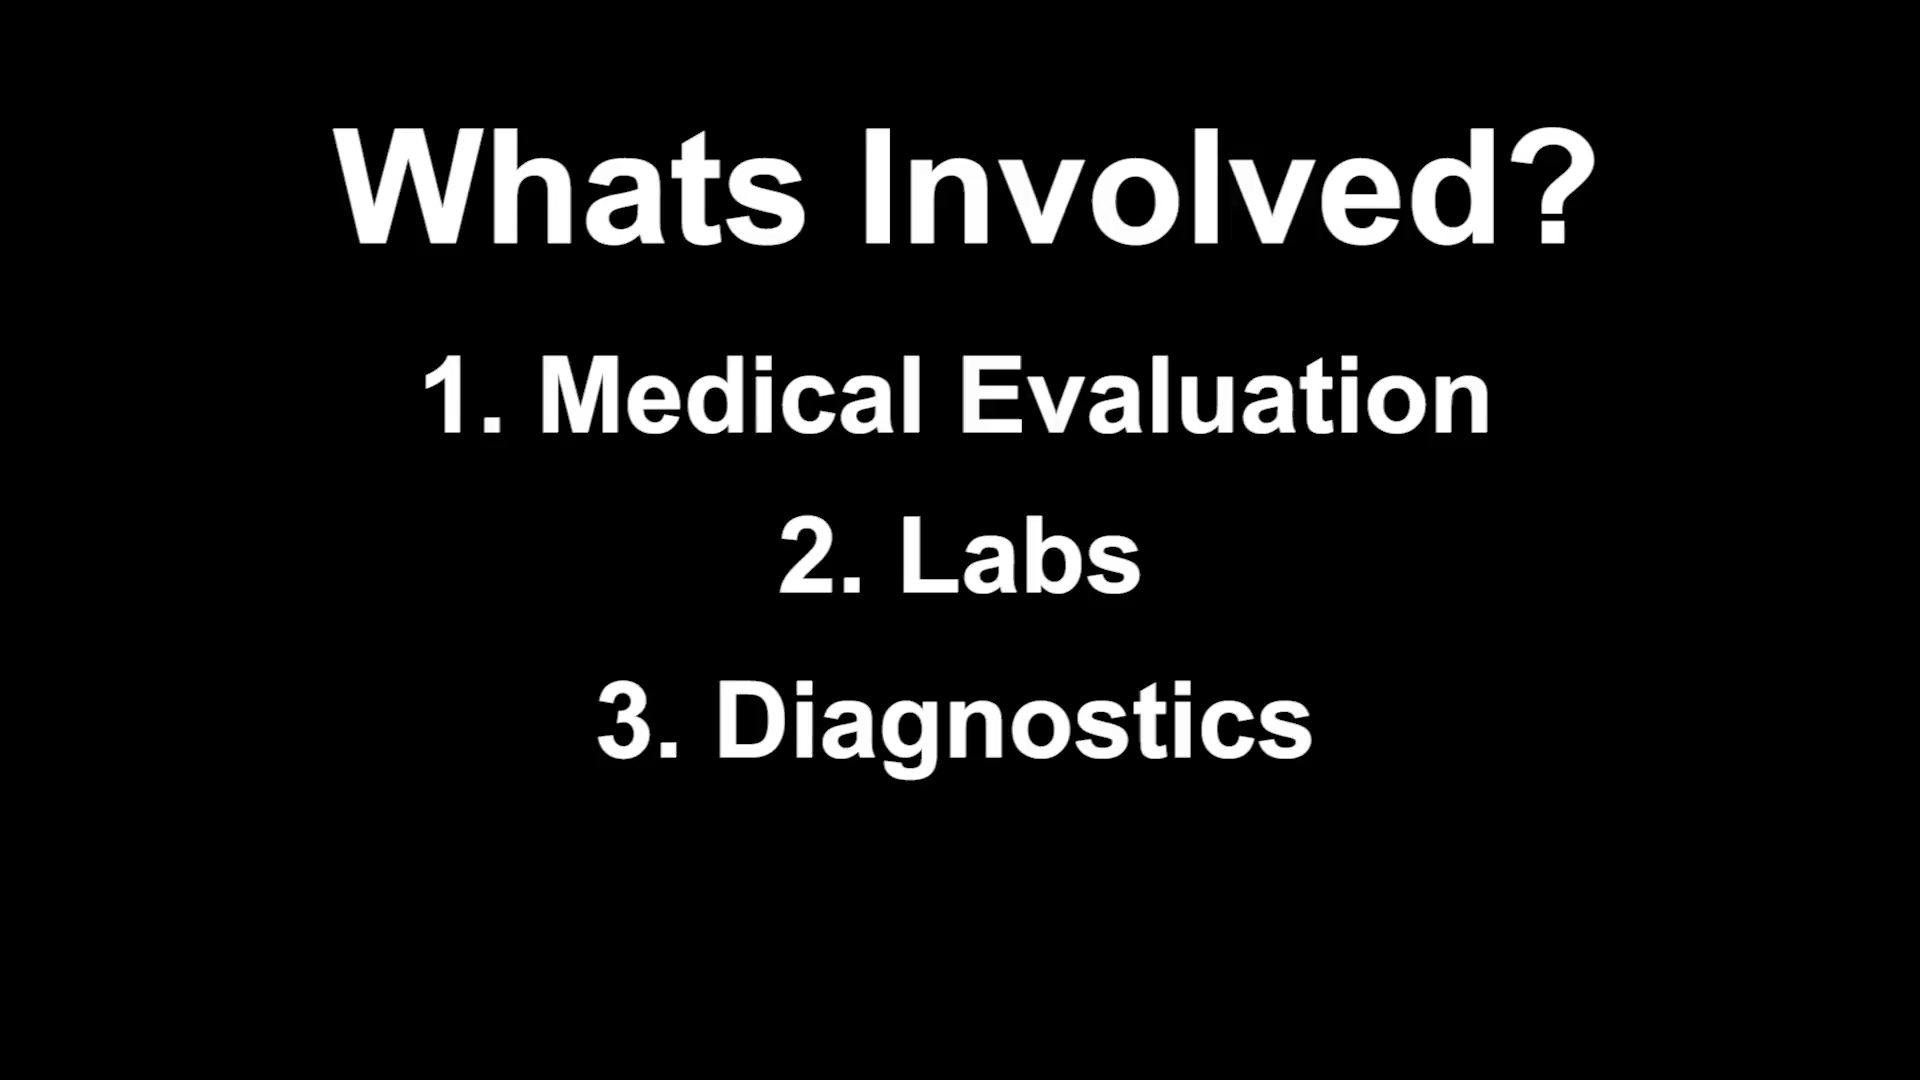 Whats Involved?
1. Medical Evaluation
2. Labs
3. Diagnostics